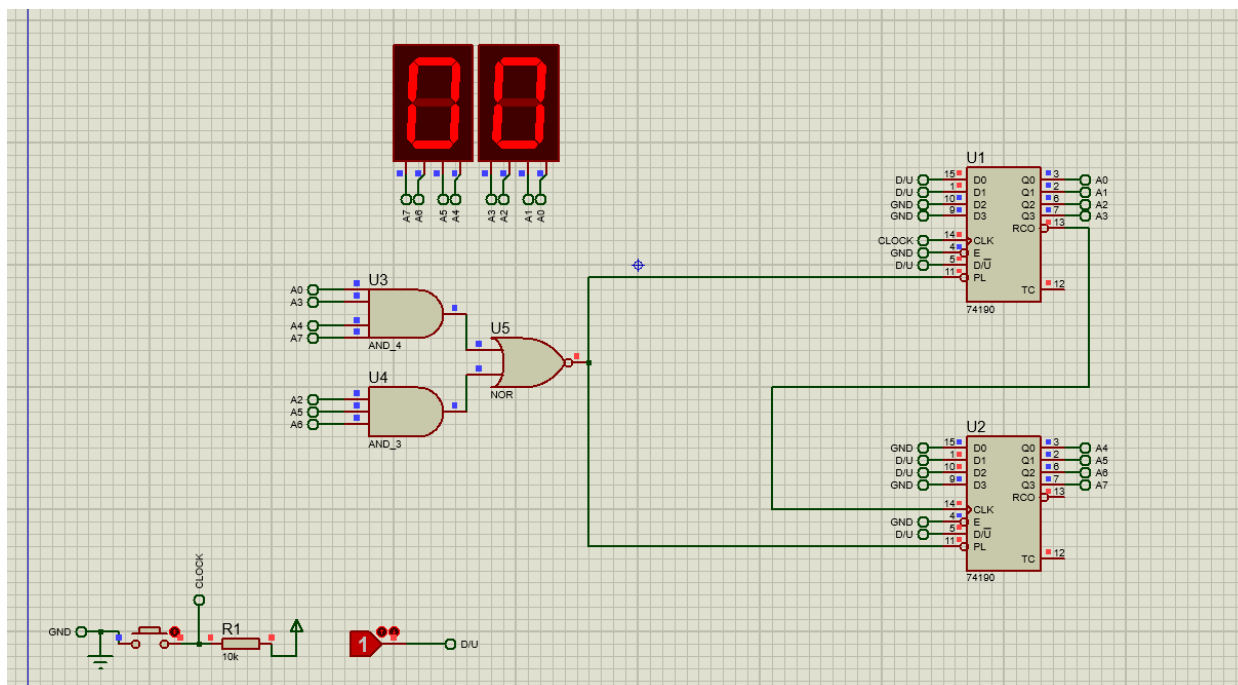 00
A7 A6 A5 A4 A3 A2 A1 A0
U1
D/U 15 D0 Q0 3 A0
D/U 1 D1 Q1 2 A1
GND 10 D2 Q2 6 A2
GND 9 D3 Q3 7 A3
RCO 13
CLOCK 14 CLK
GND 4 E
D/U 5 D/U
11 PL
TC 12
74190
U3
A0
A3
A4
A7
AND_4
U5
NOR
U4
A2
A5
A6
AND_3
U2
GND 15 D0 Q0 3 A4
D/U 1 D1 Q1 2 A5
D/U 10 D2 Q2 6 A6
GND 9 D3 Q3 7 A7
RCO 13
14 CLK
GND 4 E
D/U 5 D/U
11 PL
TC 12
74190
CLOCK
GND
R1
10k
1
D/U